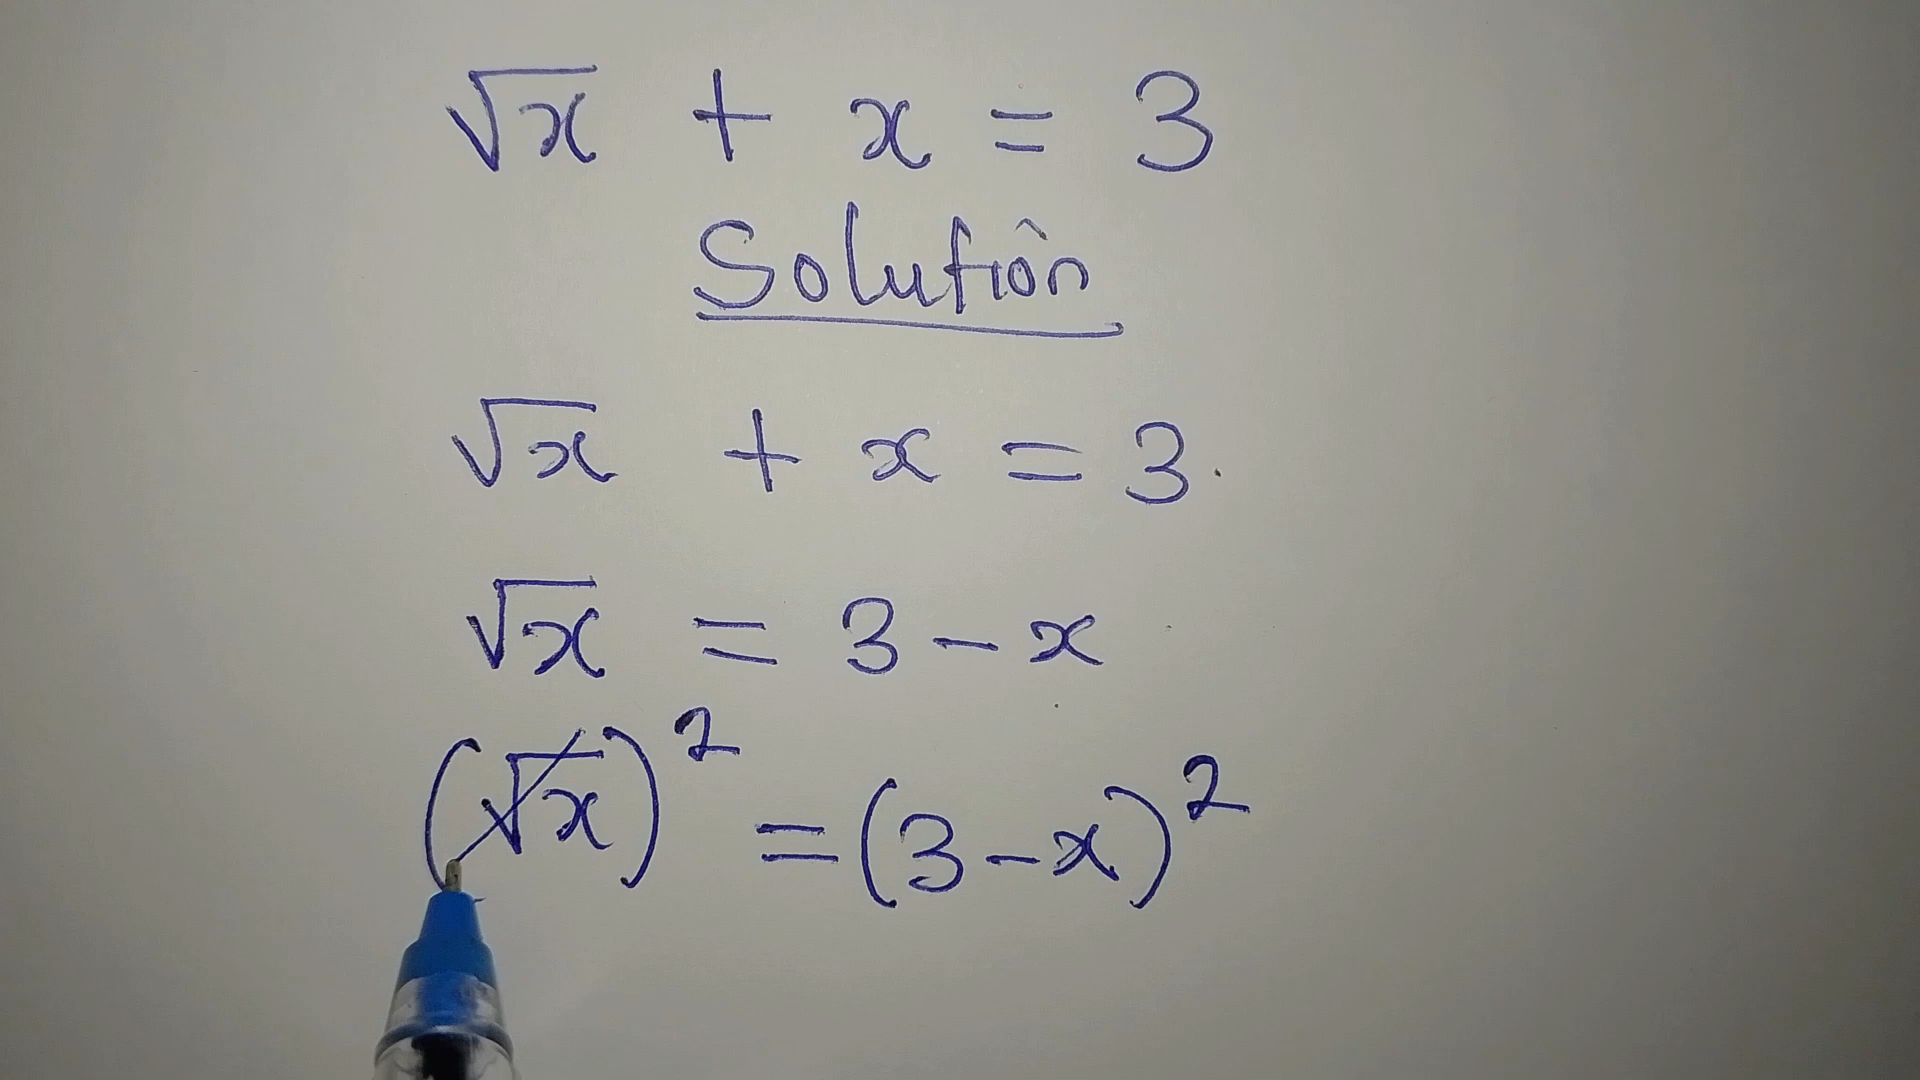 √x + x = 3
Solution
√x + x = 3.
√x = 3 - x
(√x)² = (3 - x)²